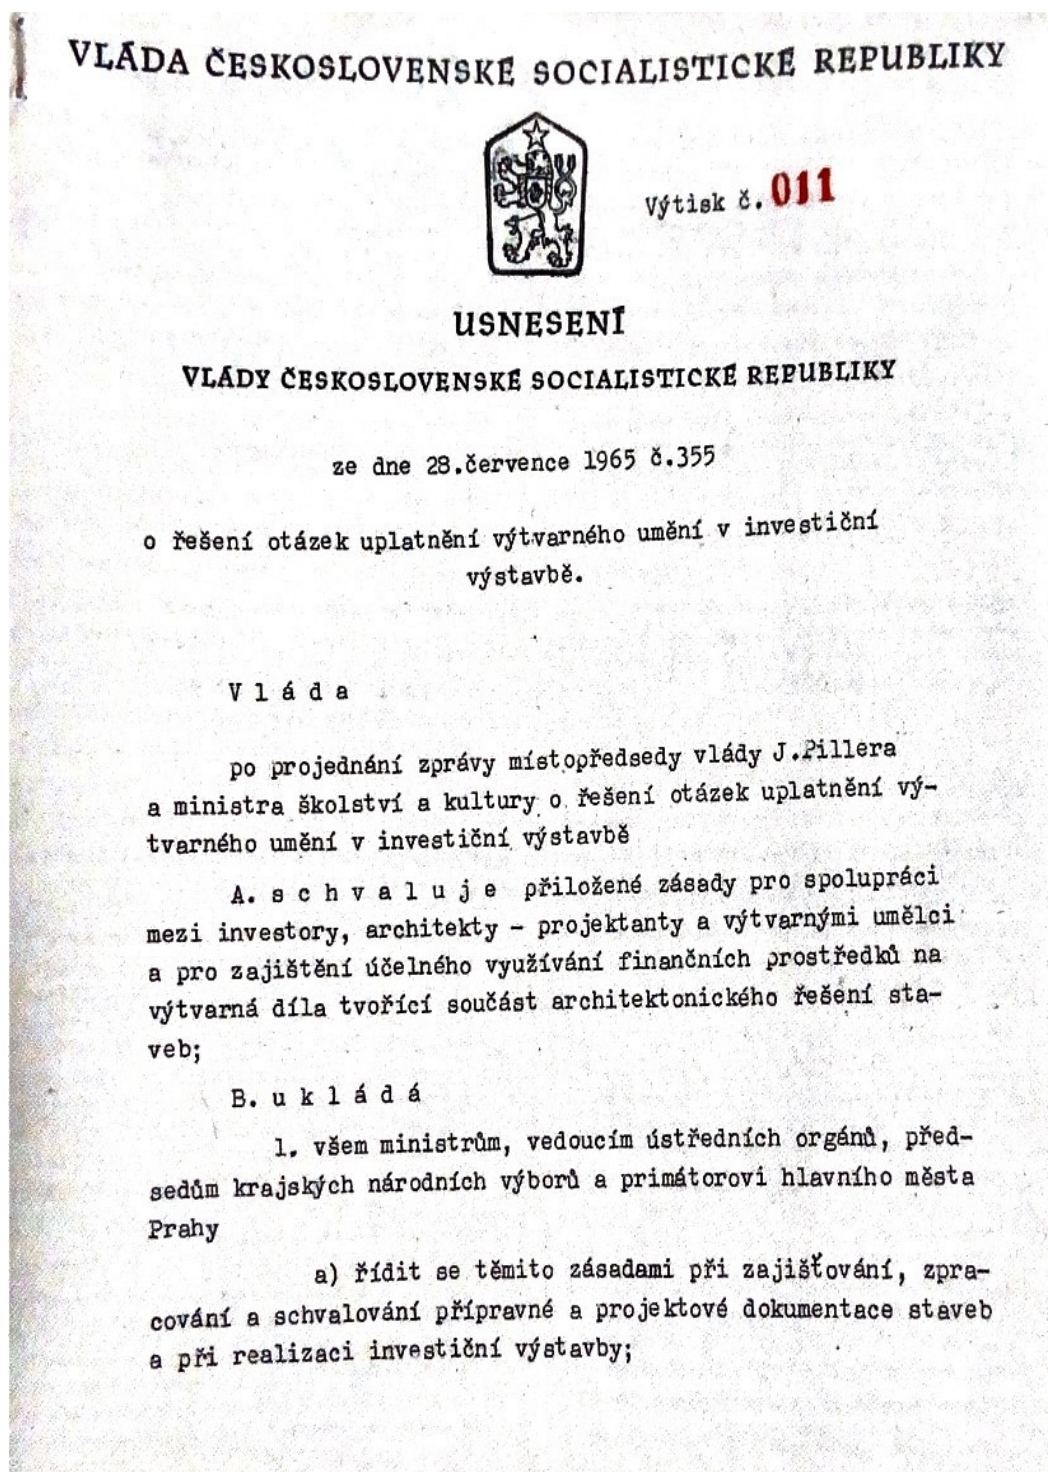 VLÁDA ČESKOSLOVENSKÉ SOCIALISTICKÉ REPUBLIKY
Výtisk č. 011
USNESENÍ
VLÁDY ČESKOSLOVENSKÉ SOCIALISTICKÉ REPUBLIKY
ze dne 28.července 1965 č.355
o řešení otázek uplatnění výtvarného umění v investiční
výstavbě.
V l á d a
po projednání zprávy místopředsedy vlády J.Pillera
a ministra školství a kultury o řešení otázek uplatnění vý-
tvarného umění v investiční výstavbě
A. s c h v a l u j e přiložené zásady pro spolupráci
mezi investory, architekty - projektanty a výtvarnými umělci
a pro zajištění účelného využívání finančních prostředků na
výtvarná díla tvořící součást architektonického řešení sta-
veb;
B. u k l á d á
1. všem ministrům, vedoucím ústředních orgánů, před-
sedům krajských národních výborů a primátorovi hlavního města
Prahy
a) řídit se těmito zásadami při zajišťování, zpra-
cování a schvalování přípravné a projektové dokumentace staveb
a při realizaci investiční výstavby;